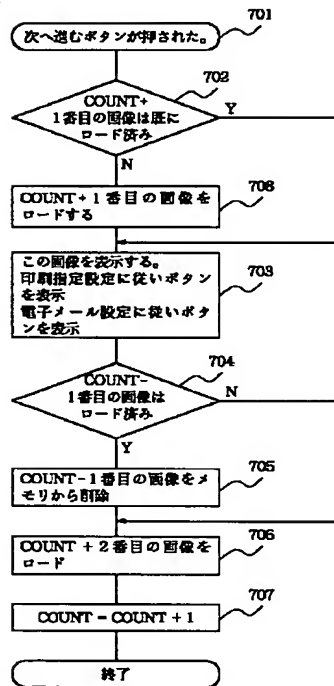 701
次へ進むボタンが押された。
702
COUNT+
1番目の画像は既に
ロード済み
Y
N
708
COUNT+1番目の画像を
ロードする
この画像を表示する。
印刷指定設定に従いボタン
を表示
電子メール設定に従いボタ
ンを表示
703
704
COUNT-
1番目の画像は
ロード済み
N
Y
705
COUNT-1番目の画像をメ
モリから削除
706
COUNT+2番目の画像を
ロード
707
COUNT=COUNT+1
終了